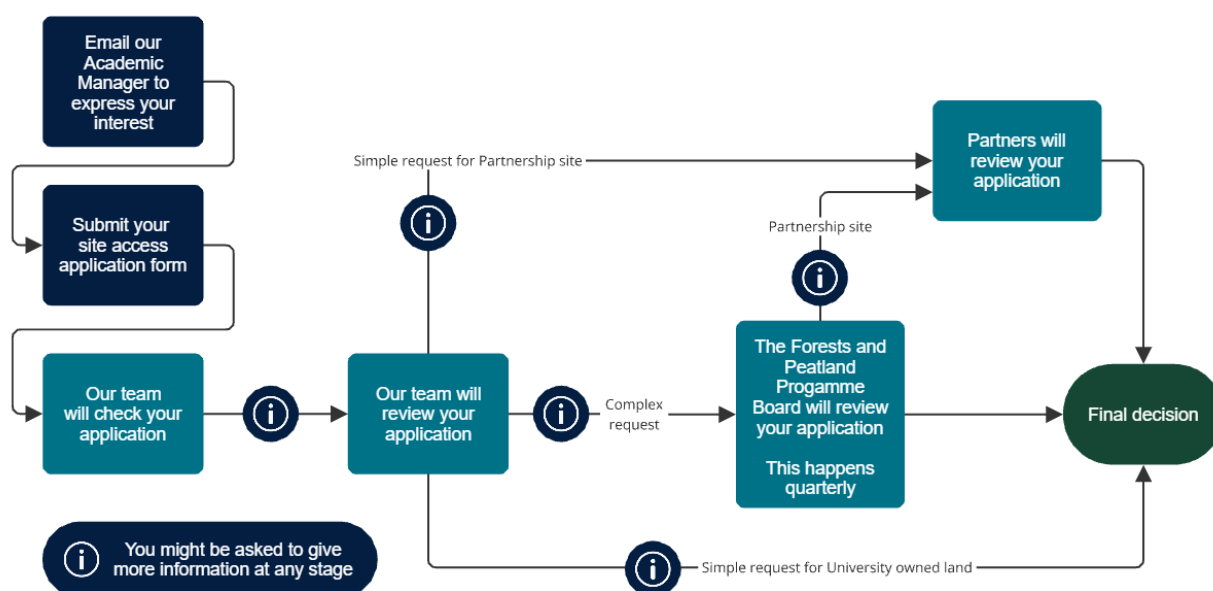 Email our
Academic
Manager to
express your
interest
Submit your
site access
application form
Our team
will check your
application
Our team will
review your
application
Simple request for Partnership site
Complex
request
The Forests and
Peatland
Progamme
Board will review
your application
This happens
quarterly
Partnership site
Partners will
review your
application
Final decision
Simple request for University owned land
You might be asked to give
more information at any stage